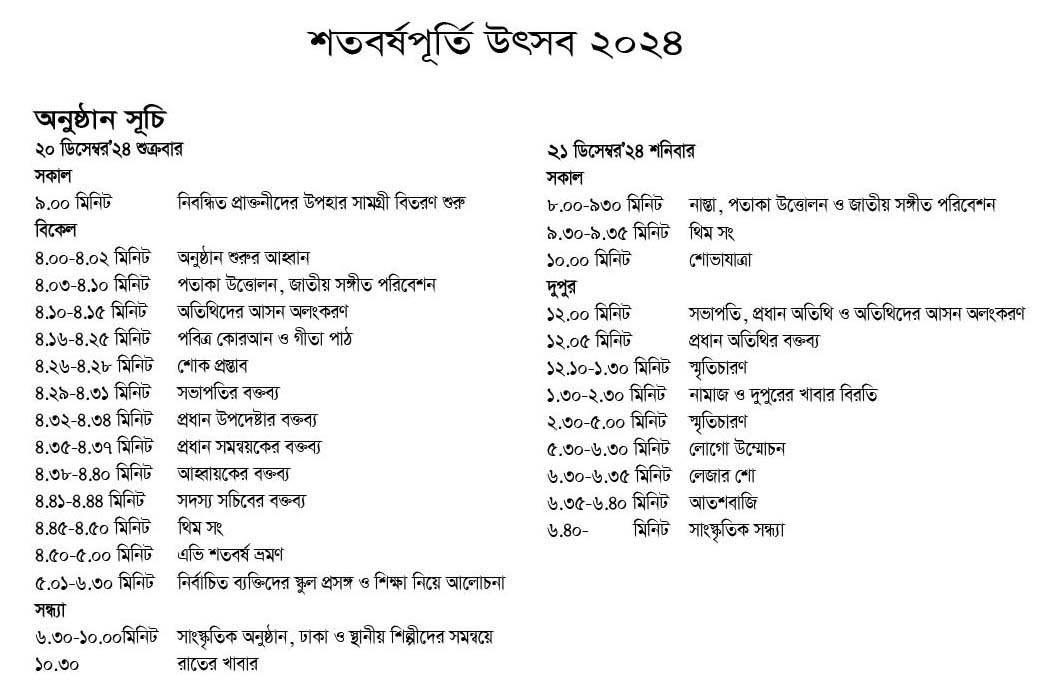 শতবর্ষপূর্তি উৎসব ২০২৪
অনুষ্ঠান সূচি
২০ ডিসেম্বর'২৪ শুক্রবার
সকাল
৯.০০ মিনিট নিবন্ধিত প্রাক্তনীদের উপহার সামগ্রী বিতরণ শুরু
বিকেল
৪.০০-৪.০২ মিনিট অনুষ্ঠান শুরুর আহ্বান
৪.০৩-৪.১০ মিনিট পতাকা উত্তোলন, জাতীয় সঙ্গীত পরিবেশন
৪.১০-৪.১৫ মিনিট অতিথিদের আসন অলংকরণ
৪.১৬-৪.২৫ মিনিট পবিত্র কোরআন ও গীতা পাঠ
৪.২৬-৪.২৮ মিনিট শোক প্রস্তাব
৪.২৯-৪.৩১ মিনিট সভাপতির বক্তব্য
৪.৩২-৪.৩৪ মিনিট প্রধান উপদেষ্টার বক্তব্য
৪.৩৫-৪.৩৭ মিনিট প্রধান সমন্বয়কের বক্তব্য
৪.৩৮-৪.৪০ মিনিট আহ্বায়কের বক্তব্য
৪.৪১-৪.৪৪ মিনিট সদস্য সচিবের বক্তব্য
৪.৪৫-৪.৫০ মিনিট থিম সং
৪.৫০-৫.০০ মিনিট এভি শতবর্ষ ভ্রমণ
৫.০১-৬.৩০ মিনিট নির্বাচিত ব্যক্তিদের স্কুল প্রসঙ্গ ও শিক্ষা নিয়ে আলোচনা
সন্ধ্যা
৬.৩০-১০.০০মিনিট সাংস্কৃতিক অনুষ্ঠান, ঢাকা ও স্থানীয় শিল্পীদের সমন্বয়ে
১০.৩০ রাতের খাবার
২১ ডিসেম্বর'২৪ শনিবার
সকাল
৮.০০-৯৩০ মিনিট নাস্তা, পতাকা উত্তোলন ও জাতীয় সঙ্গীত পরিবেশন
৯.৩০-৯.৩৫ মিনিট থিম সং
১০.০০ মিনিট শোভাযাত্রা
দুপুর
১২.০০ মিনিট সভাপতি, প্রধান অতিথি ও অতিথিদের আসন অলংকরণ
১২.০৫ মিনিট প্রধান অতিথির বক্তব্য
১২.১০-১.৩০ মিনিট স্মৃতিচারণ
১.৩০-২.৩০ মিনিট নামাজ ও দুপুরের খাবার বিরতি
২.৩০-৫.০০ মিনিট স্মৃতিচারণ
৫.৩০-৬.৩০ মিনিট লোগো উম্মোচন
৬.৩০-৬.৩৫ মিনিট লেজার শো
৬.৩৫-৬.৪০ মিনিট আতশবাজি
৬.৪০- মিনিট সাংস্কৃতিক সন্ধ্যা